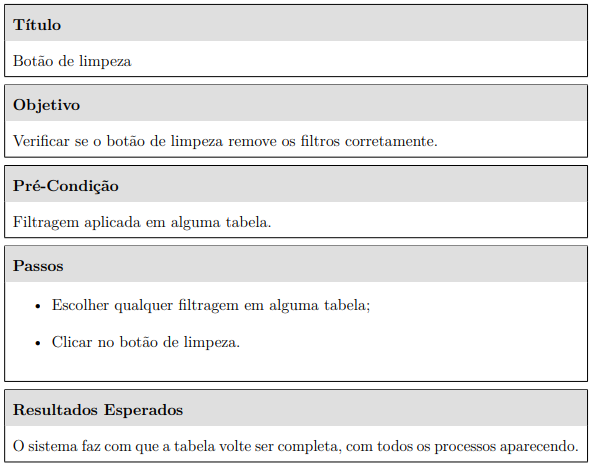 Título
Botão de limpeza
Objetivo
Verificar se o botão de limpeza remove os filtros corretamente.
Pré-Condição
Filtragem aplicada em alguma tabela.
Passos
• Escolher qualquer filtragem em alguma tabela;
• Clicar no botão de limpeza.
Resultados Esperados
O sistema faz com que a tabela volte ser completa, com todos os processos aparecendo.